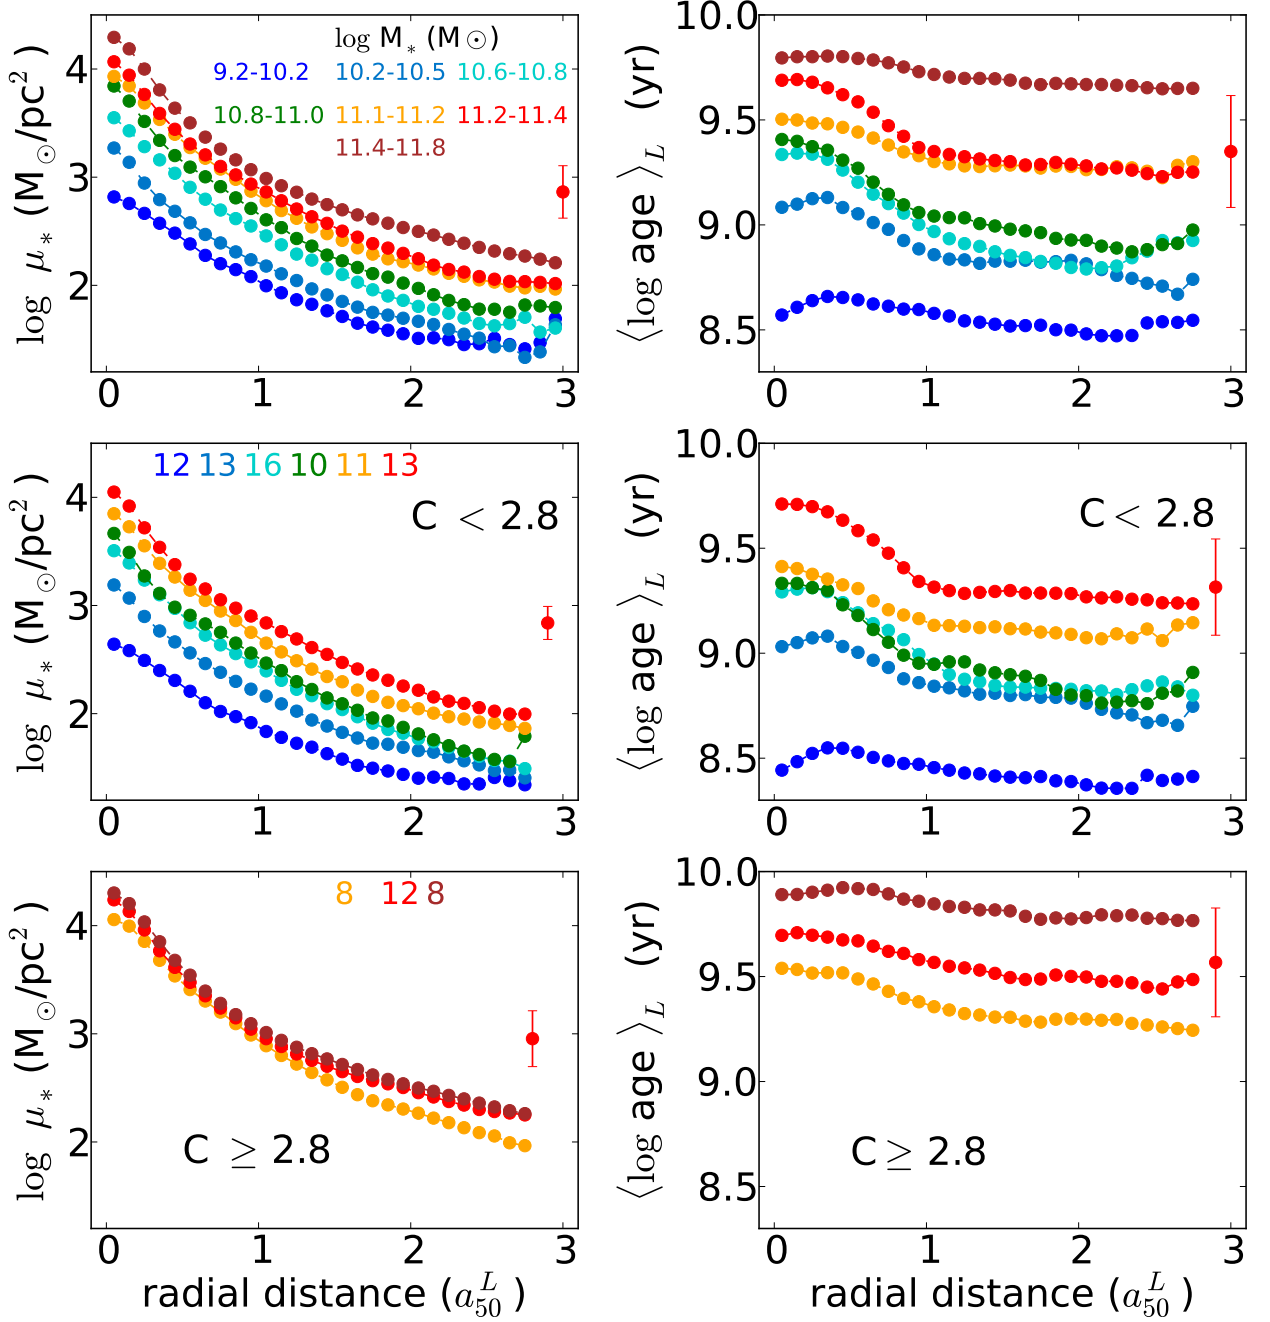 log μ* (M⊙/pc²)
4
3
2
0 1 2 3
log M* (M⊙)
9.2-10.2 10.2-10.5 10.6-10.8
10.8-11.0 11.1-11.2 11.2-11.4
11.4-11.8
⟨log age⟩L (yr)
10.0
9.5
9.0
8.5
0 1 2 3
log μ* (M⊙/pc²)
4
3
2
0 1 2 3
12 13 16 10 11 13
C < 2.8
⟨log age⟩L (yr)
10.0
9.5
9.0
8.5
0 1 2 3
C < 2.8
log μ* (M⊙/pc²)
4
3
2
0 1 2 3
8 12 8
C ≥ 2.8
radial distance (a₅₀ᴸ)
⟨log age⟩L (yr)
10.0
9.5
9.0
8.5
0 1 2 3
C ≥ 2.8
radial distance (a₅₀ᴸ)